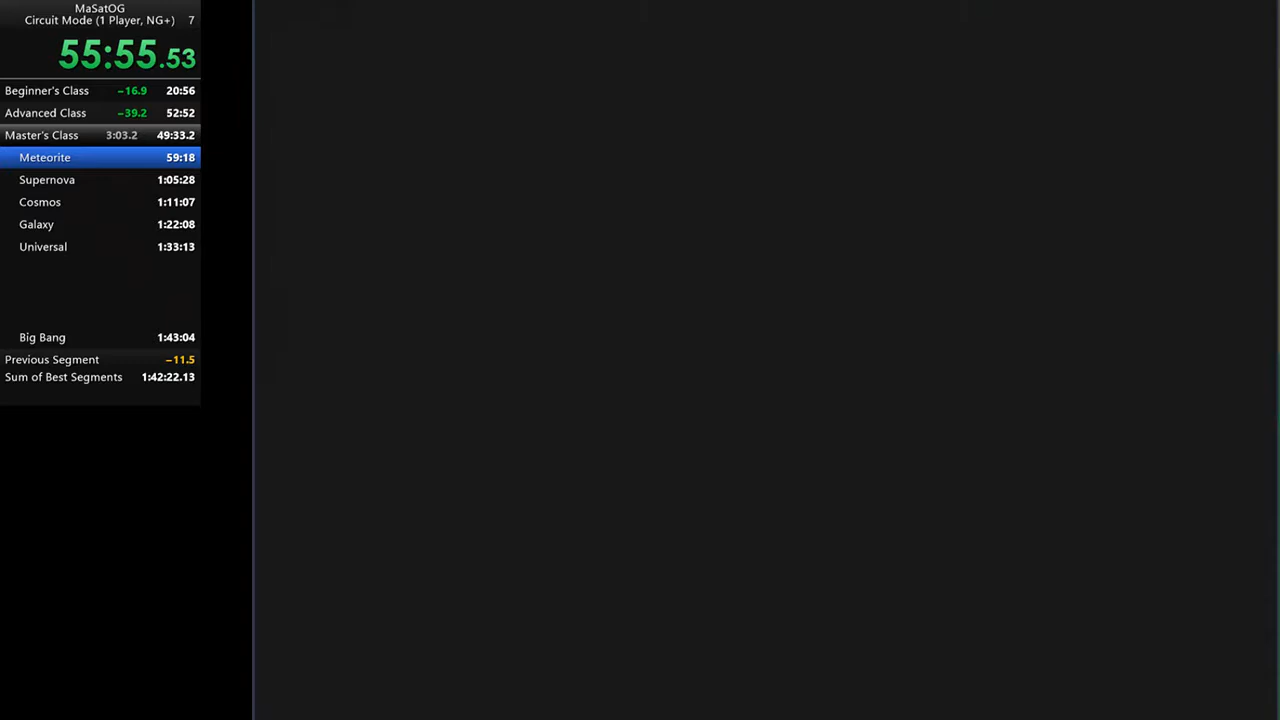 MaSatOG
Circuit Mode (1 Player, NG+) 7
55:55.53
Beginner's Class -16.9 20:56
Advanced Class -39.2 52:52
Master's Class 3:03.2 49:33.2
Meteorite 59:18
Supernova 1:05:28
Cosmos 1:11:07
Galaxy 1:22:08
Universal 1:33:13
Big Bang 1:43:04
Previous Segment -11.5
Sum of Best Segments 1:42:22.13